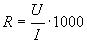 R = U/I · 1000